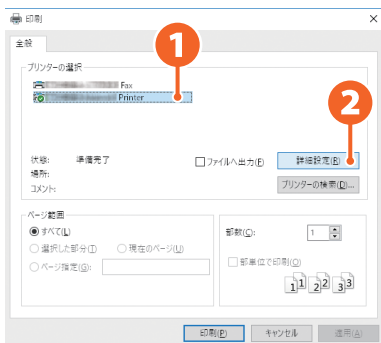 印刷
全般
1
プリンターの選択
Fax
Printer
2
状態: 準備完了
ファイルへ出力(F)
詳細設定(R)
場所:
コメント:
プリンターの検索(D)...
ページ範囲
すべて(L)
選択した部分(T)
現在のページ(U)
ページ指定(G):
部数(C):
1
部単位で印刷(O)
1 1 2 2 3 3
印刷(P)
キャンセル
適用(A)